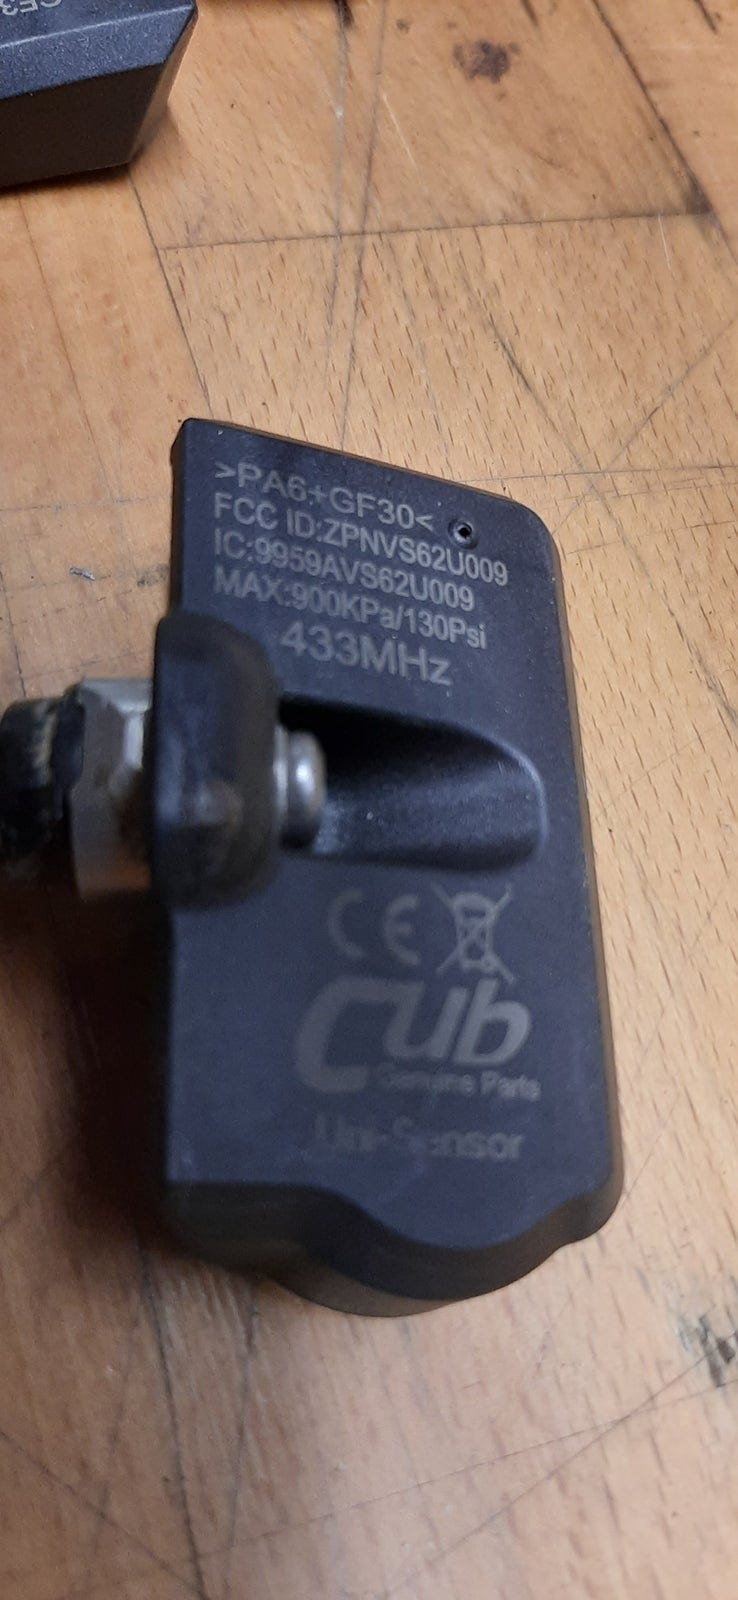 >PA6+GF30<
FCC ID:ZPNVS62U009
IC:9959AVS62U009
MAX:900KPa/130Psi
433MHz
CE
Cub
Genuine Parts
Uni-Sensor